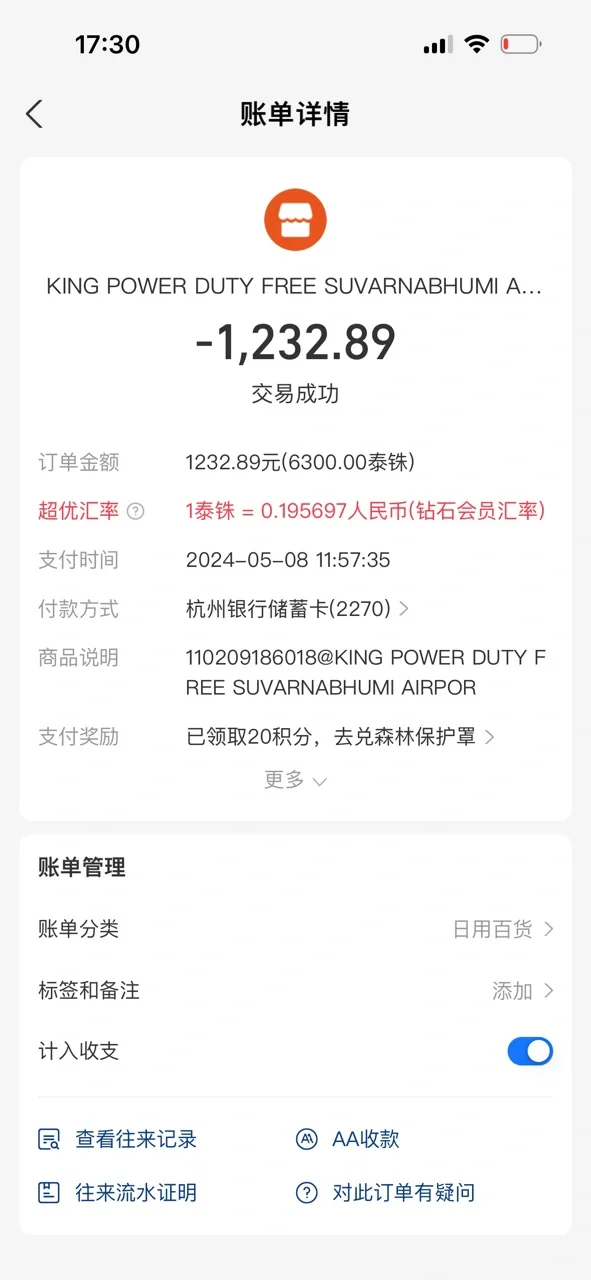 17:30
账单详情
KING POWER DUTY FREE SUVARNABHUMI A...
-1,232.89
交易成功
订单金额 1232.89元(6300.00泰铢)
超优汇率 ? 1泰铢 = 0.195697人民币(钻石会员汇率)
支付时间 2024-05-08 11:57:35
付款方式 杭州银行储蓄卡(2270)
商品说明 110209186018@KING POWER DUTY F
REE SUVARNABHUMI AIRPOR
支付奖励 已领取20积分，去兑森林保护罩
更多
账单管理
账单分类 日用百货
标签和备注 添加
计入收支
查看往来记录 AA收款
往来流水证明 对此订单有疑问